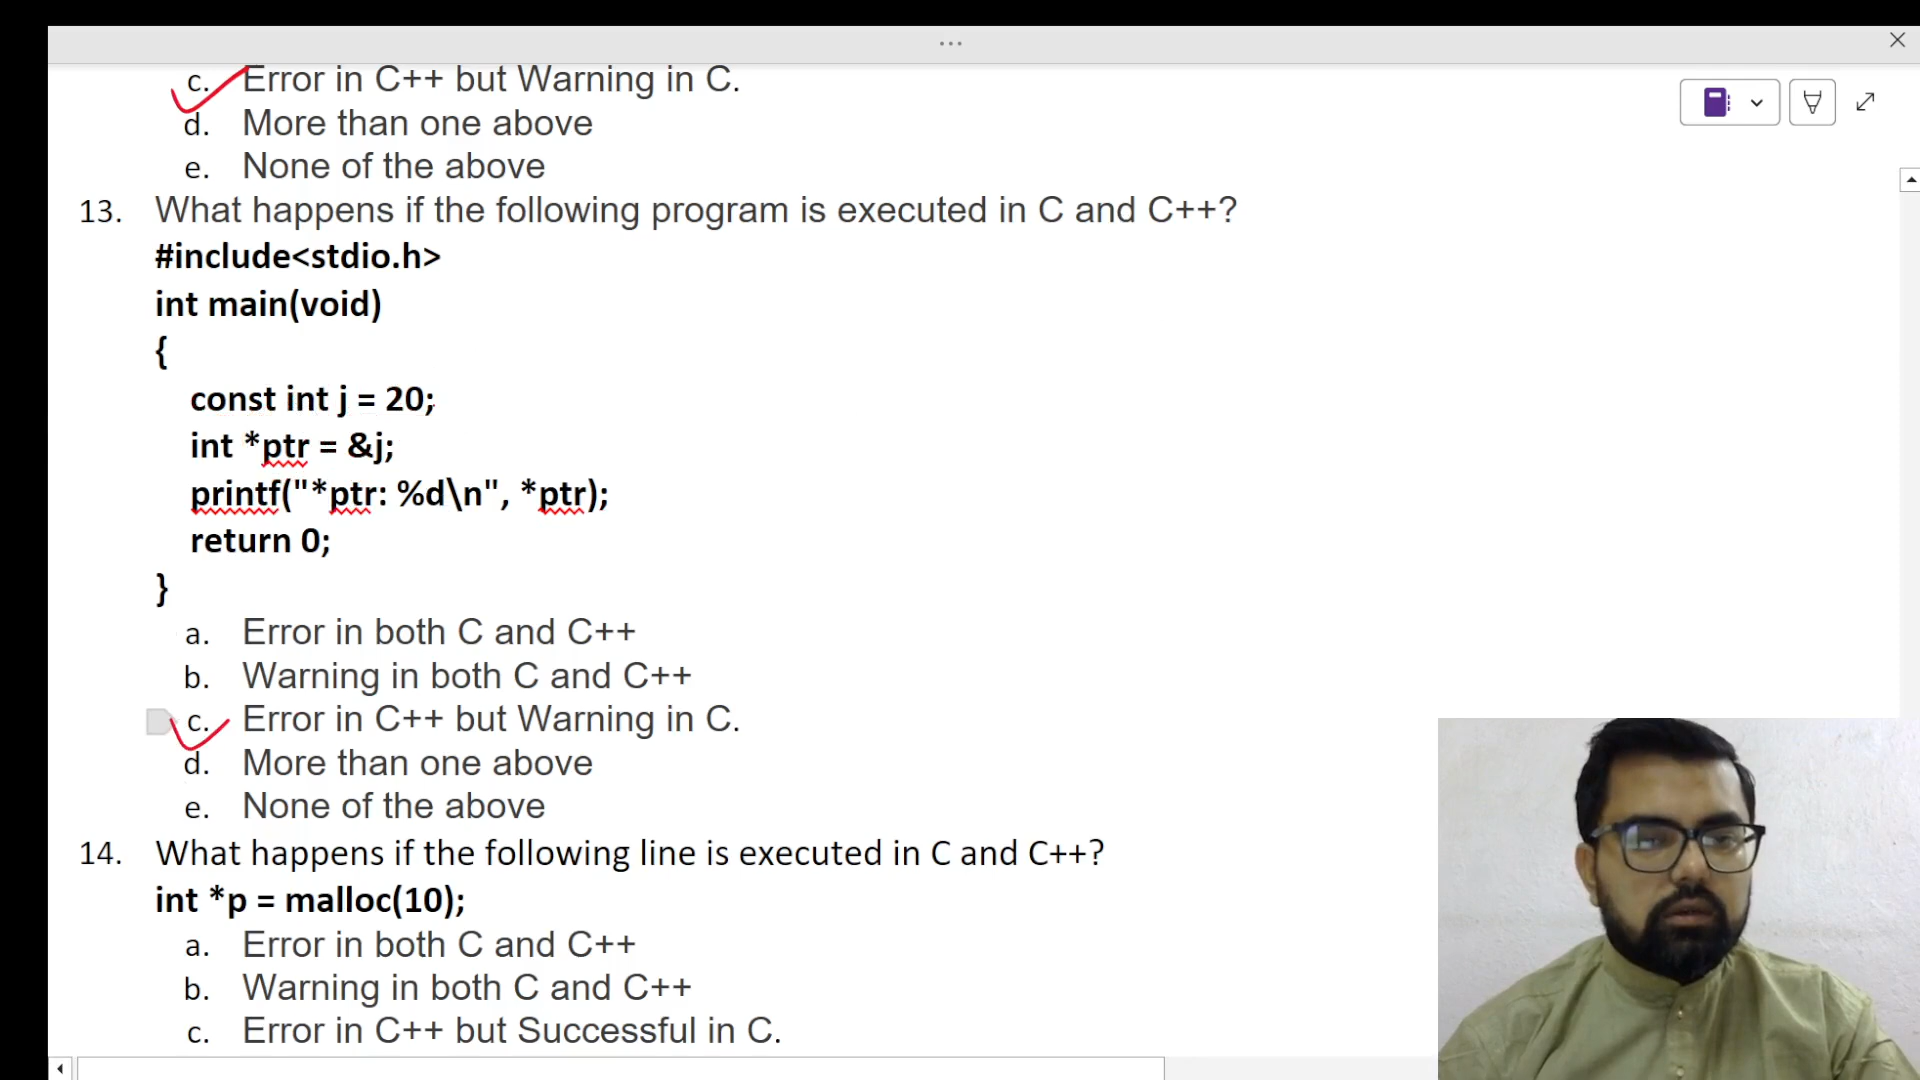 ...
c. Error in C++ but Warning in C.
d. More than one above
e. None of the above
13. What happens if the following program is executed in C and C++?
#include<stdio.h>
int main(void)
{
const int j = 20;
int *ptr = &j;
printf("*ptr: %d\n", *ptr);
return 0;
}
a. Error in both C and C++
b. Warning in both C and C++
c. Error in C++ but Warning in C.
d. More than one above
e. None of the above
14. What happens if the following line is executed in C and C++?
int *p = malloc(10);
a. Error in both C and C++
b. Warning in both C and C++
c. Error in C++ but Successful in C.